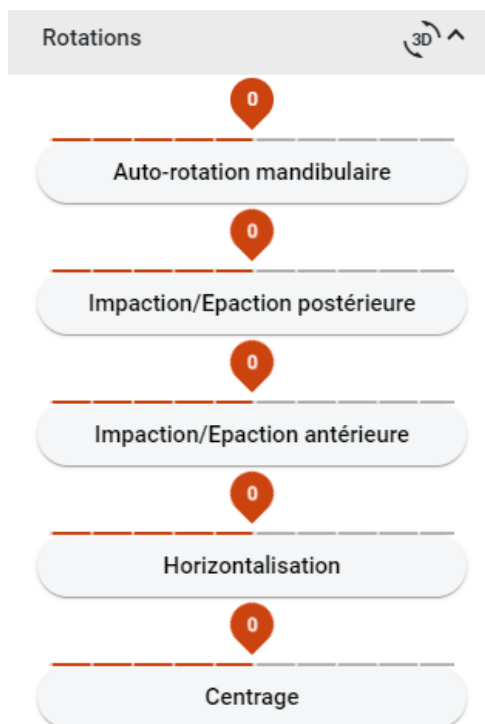 Rotations 3D
0
Auto-rotation mandibulaire
0
Impaction/Epaction postérieure
0
Impaction/Epaction antérieure
0
Horizontalisation
0
Centrage